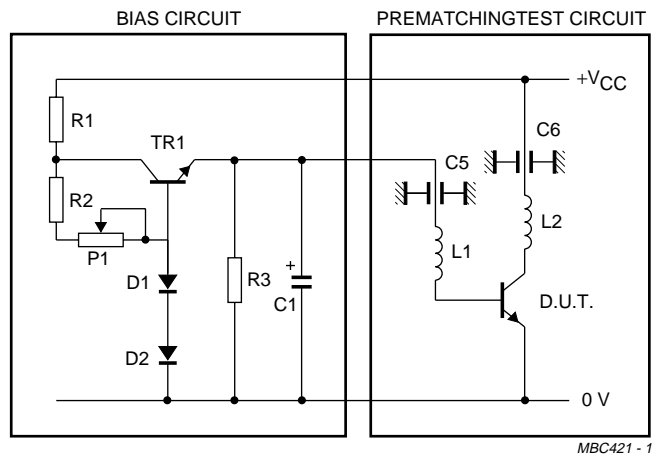 BIAS CIRCUIT
PREMATCHINGTEST CIRCUIT
+VCC
R1
TR1
C6
C5
R2
L2
P1
L1
D1
R3
+
C1
D.U.T.
D2
0 V
MBC421 - 1